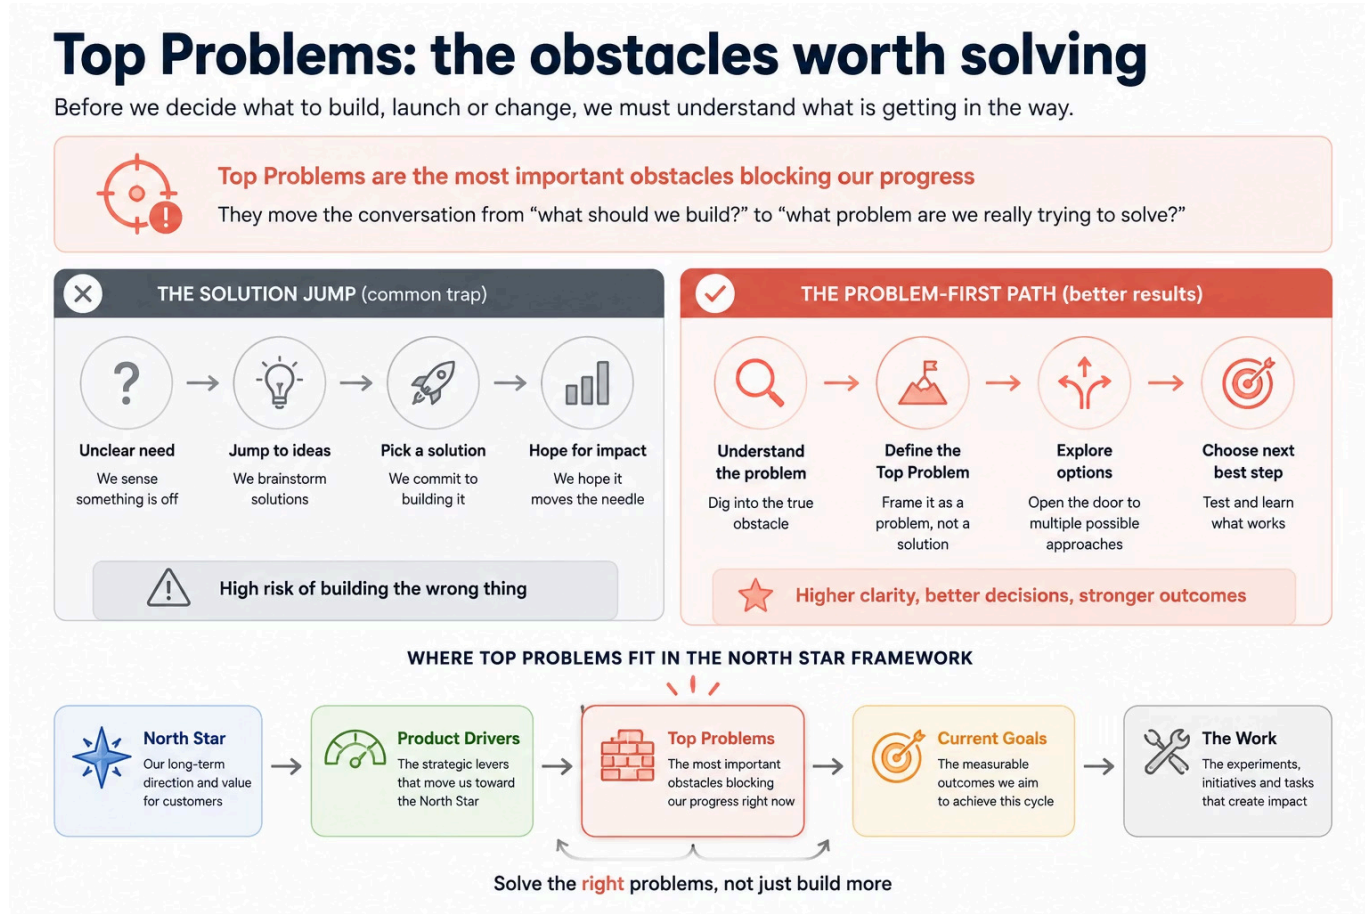 Top Problems: the obstacles worth solving
Before we decide what to build, launch or change, we must understand what is getting in the way.
Top Problems are the most important obstacles blocking our progress
They move the conversation from “what should we build?” to “what problem are we really trying to solve?”
THE SOLUTION JUMP (common trap)
Unclear need
We sense
something is off
Jump to ideas
We brainstorm
solutions
Pick a solution
We commit to
building it
Hope for impact
We hope it
moves the needle
High risk of building the wrong thing
THE PROBLEM-FIRST PATH (better results)
Understand
the problem
Dig into the true
obstacle
Define the
Top Problem
Frame it as a
problem, not a
solution
Explore
options
Open the door to
multiple possible
approaches
Choose next
best step
Test and learn
what works
Higher clarity, better decisions, stronger outcomes
WHERE TOP PROBLEMS FIT IN THE NORTH STAR FRAMEWORK
North Star
Our long-term
direction and value
for customers
Product Drivers
The strategic levers
that move us toward
the North Star
Top Problems
The most important
obstacles blocking
our progress right now
Current Goals
The measurable
outcomes we aim
to achieve this cycle
The Work
The experiments,
initiatives and tasks
that create impact
Solve the right problems, not just build more